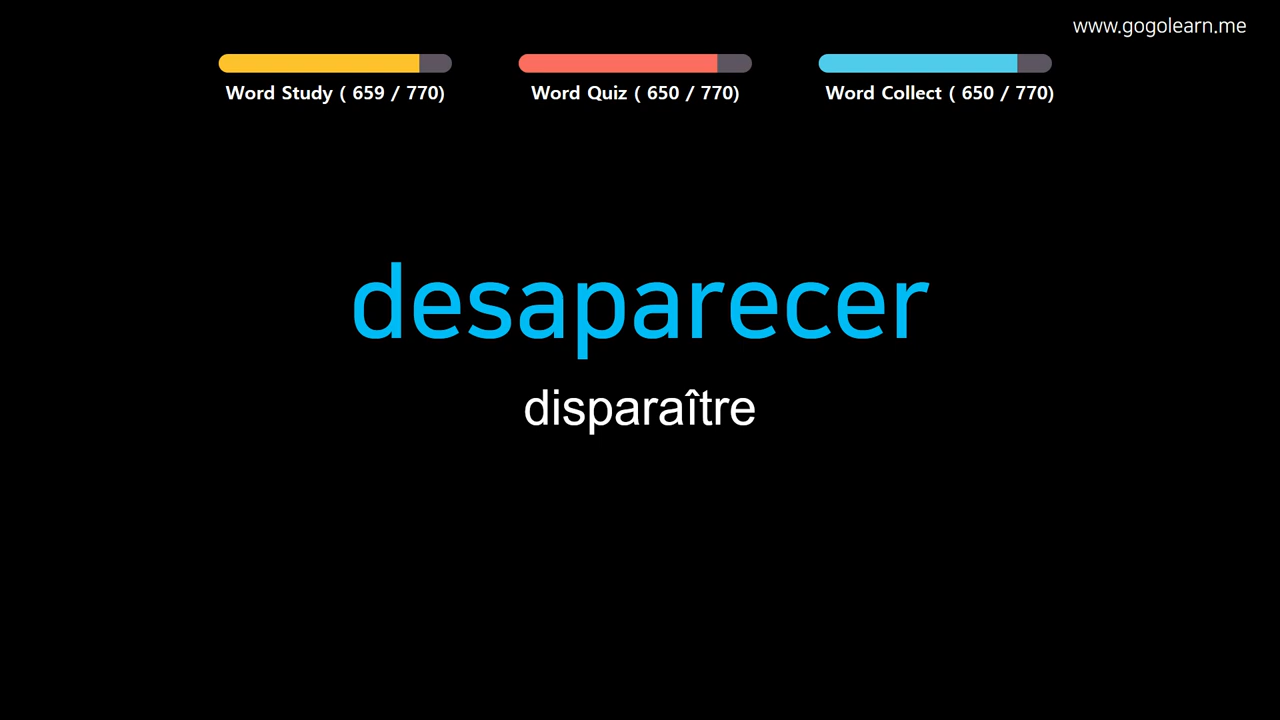 www.gogolearn.me
Word Study ( 659 / 770)
Word Quiz ( 650 / 770)
Word Collect ( 650 / 770)
desaparecer
disparaître